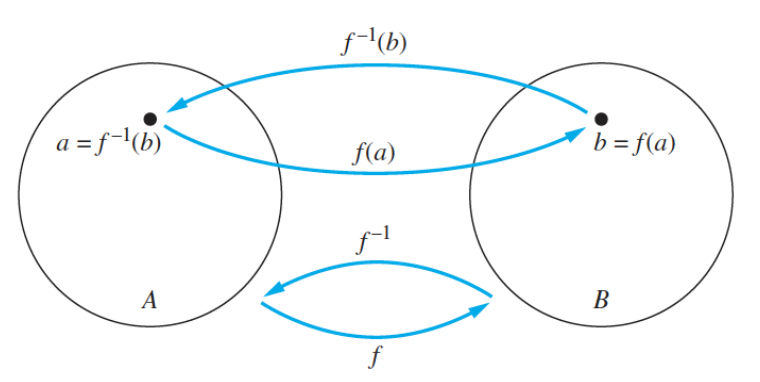 f⁻¹(b)
a = f⁻¹(b)
f(a)
b = f(a)
f⁻¹
A
B
f